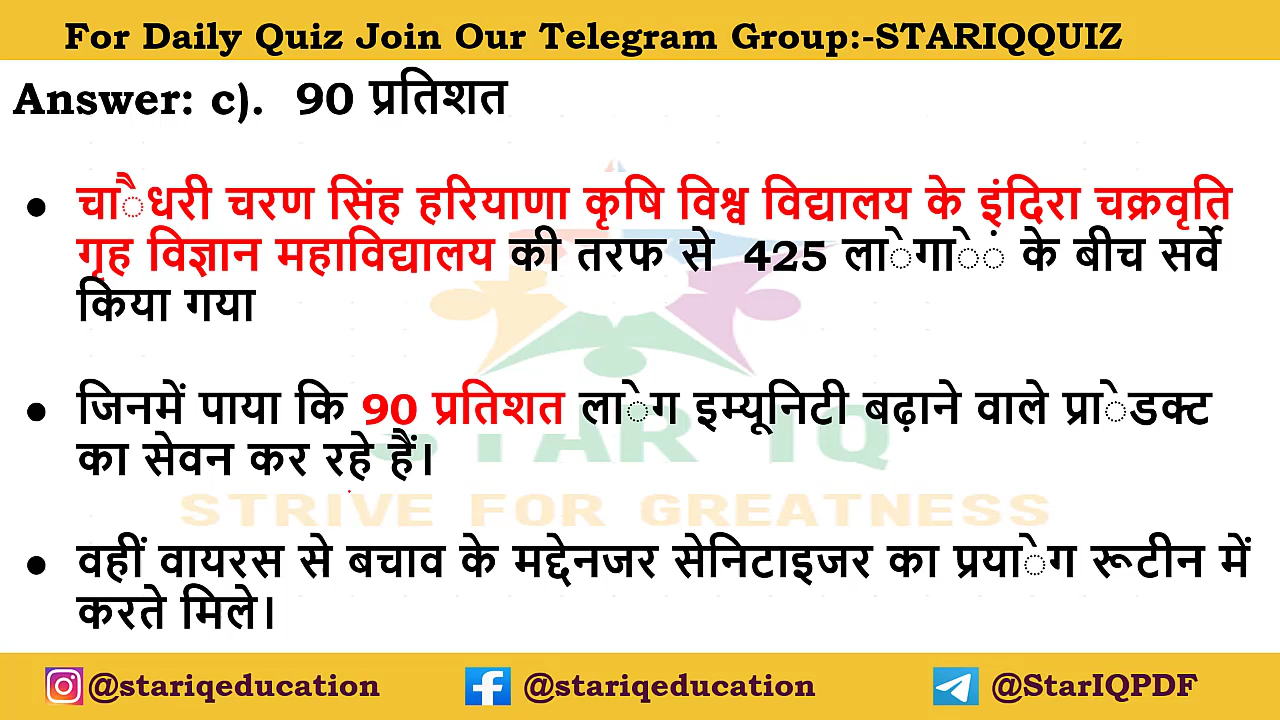 For Daily Quiz Join Our Telegram Group:-STARIQQUIZ
Answer: c). 90 प्रतिशत
• चाैधरी चरण सिंह हरियाणा कृषि विश्व विद्यालय के इंदिरा चक्रवृति
गृह विज्ञान महाविद्यालय की तरफ से 425 लाेगाें के बीच सर्वे
किया गया
• जिनमें पाया कि 90 प्रतिशत लाेग इम्यूनिटी बढ़ाने वाले प्राेडक्ट
का सेवन कर रहे हैं।
STAR IQ
STRIVE FOR GREATNESS
• वहीं वायरस से बचाव के मद्देनजर सेनिटाइजर का प्रयाेग रूटीन में
करते मिले।
@stariqeducation @stariqeducation @StarIQPDF